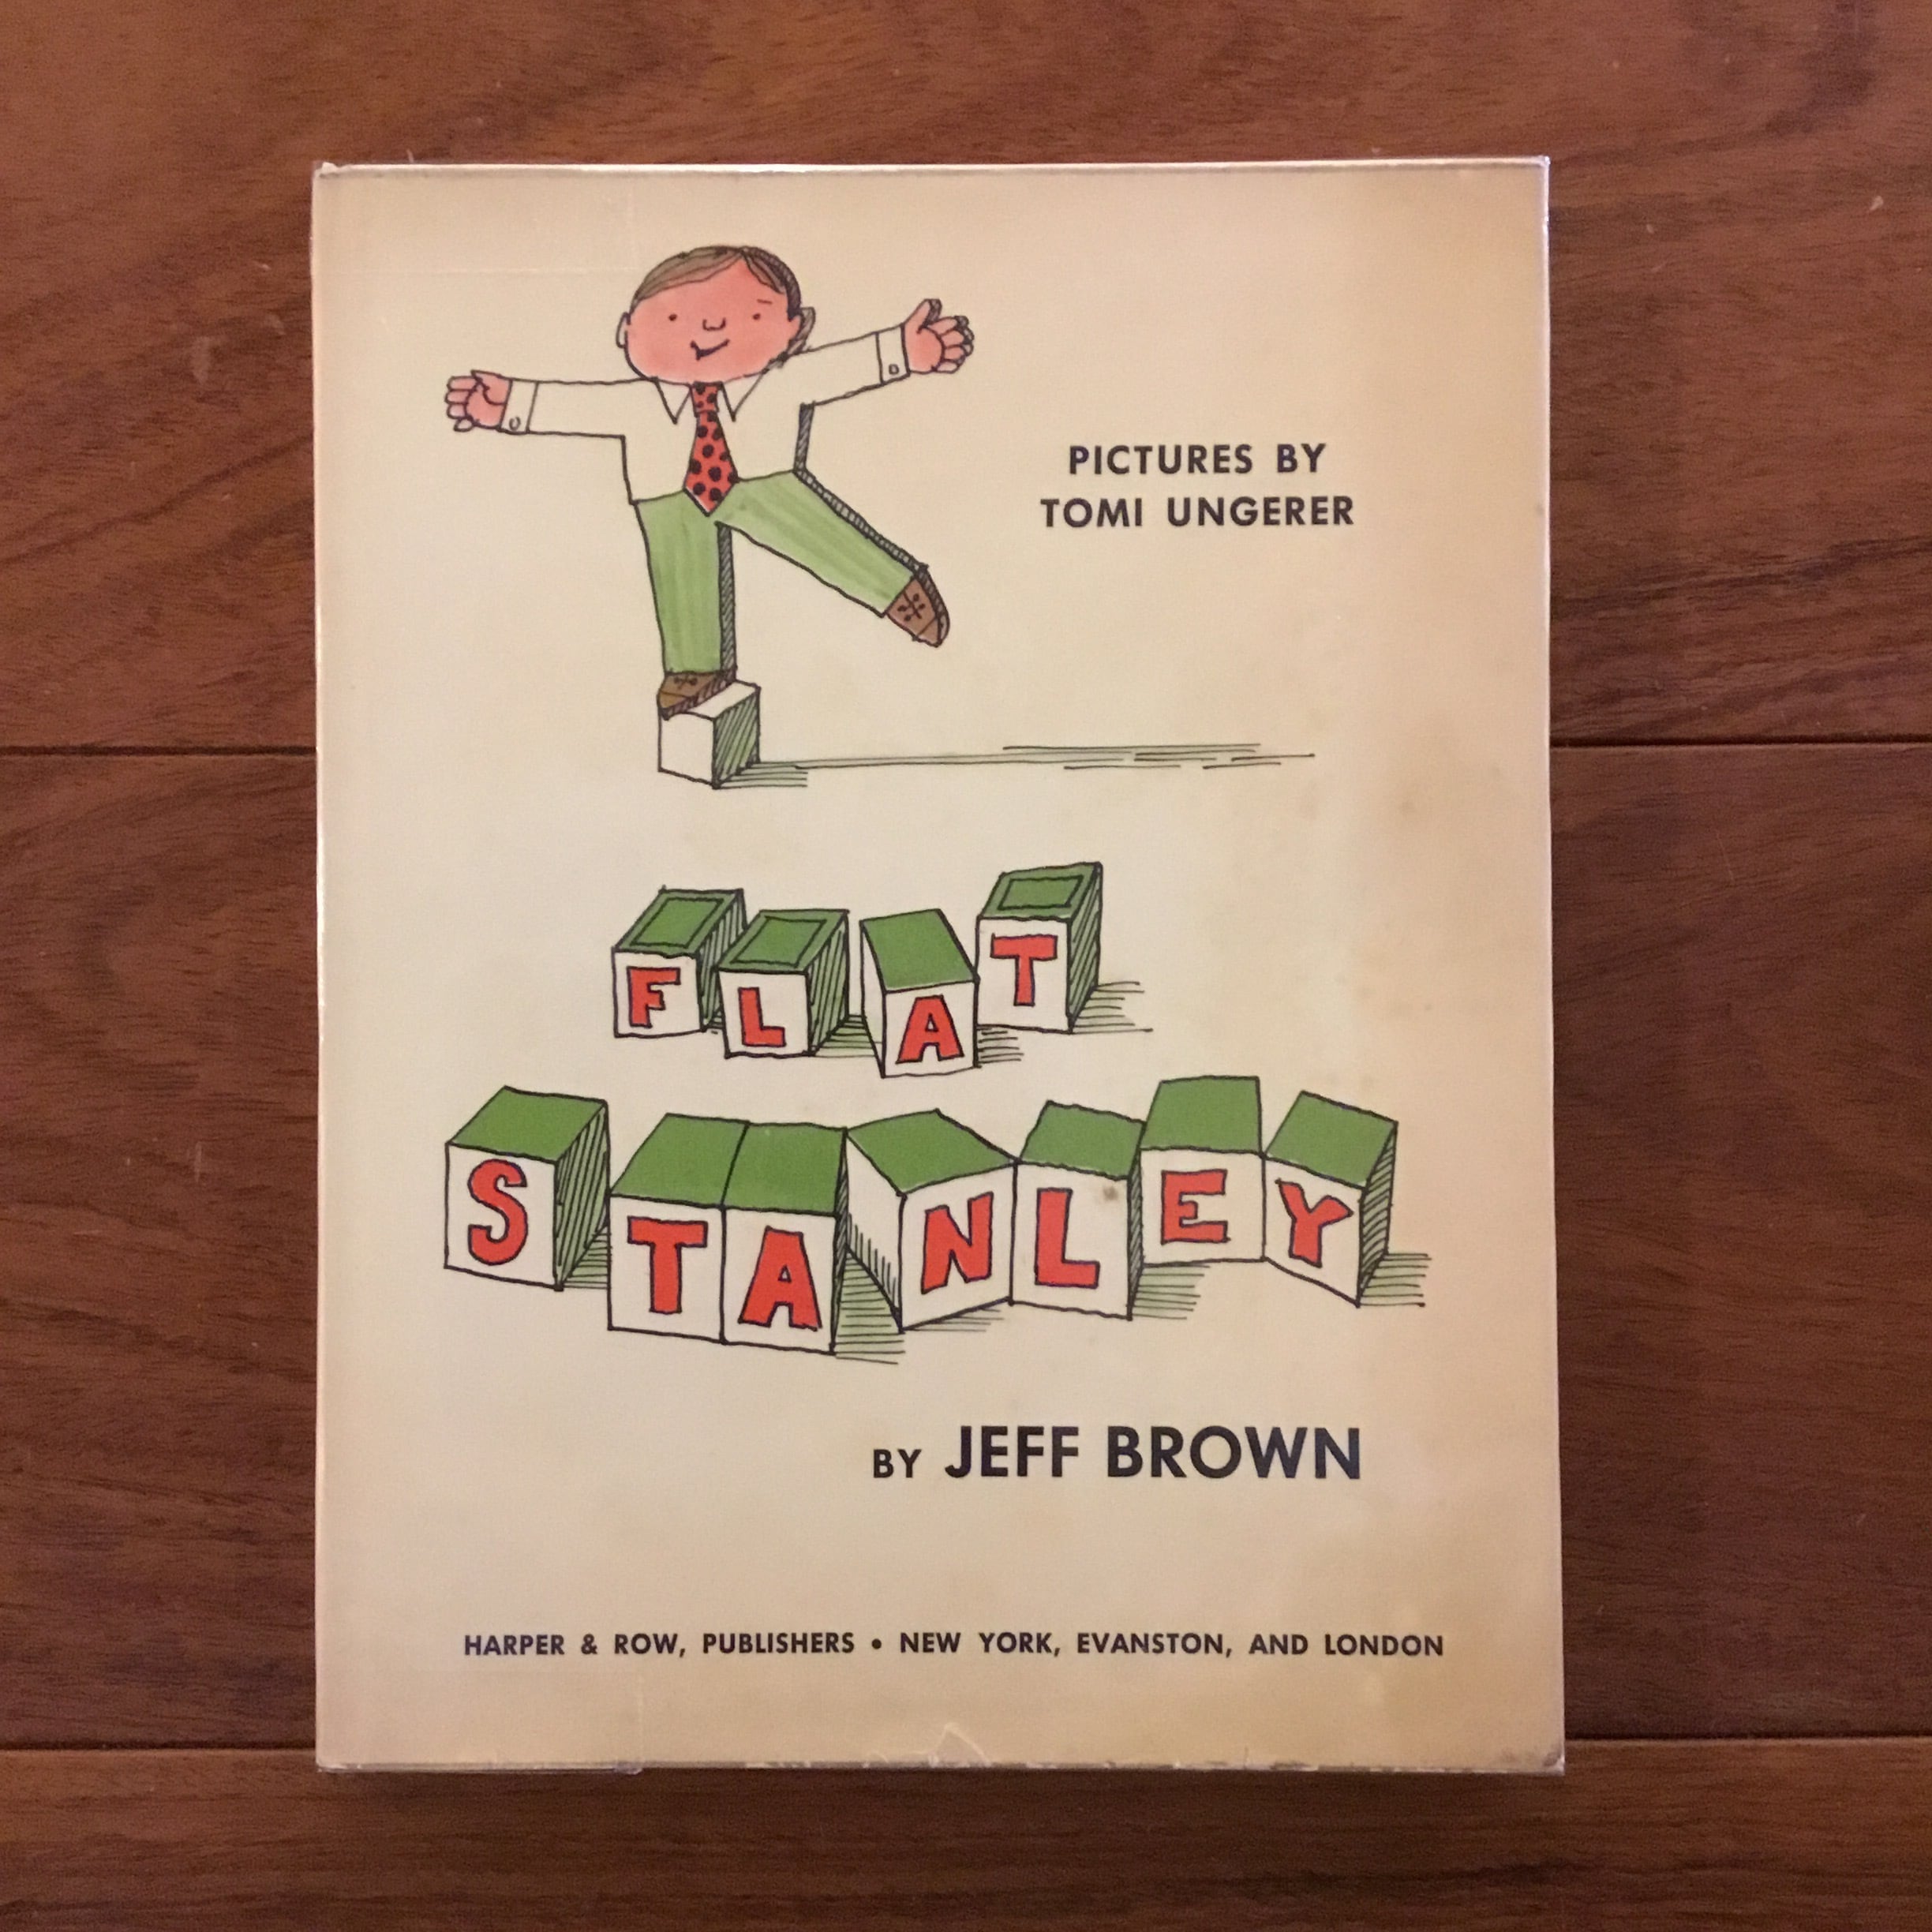 PICTURES BY
TOMI UNGERER
FLAT
STANLEY
BY JEFF BROWN
HARPER & ROW, PUBLISHERS • NEW YORK, EVANSTON, AND LONDON